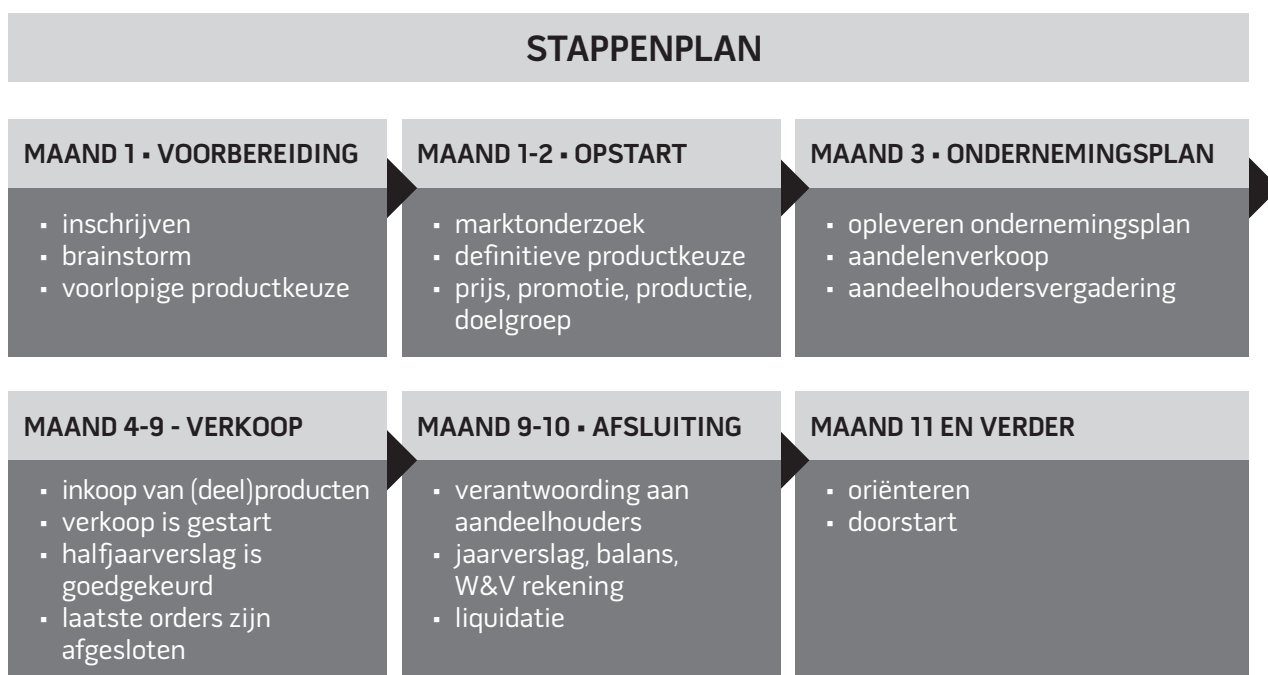 STAPPENPLAN
MAAND 1 ▪ VOORBEREIDING
▪ inschrijven
▪ brainstorm
▪ voorlopige productkeuze
MAAND 1-2 ▪ OPSTART
▪ marktonderzoek
▪ definitieve productkeuze
▪ prijs, promotie, productie,
doelgroep
MAAND 3 ▪ ONDERNEMINGSPLAN
▪ opleveren ondernemingsplan
▪ aandelenverkoop
▪ aandeelhoudersvergadering
MAAND 4-9 - VERKOOP
▪ inkoop van (deel)producten
▪ verkoop is gestart
▪ halfjaarverslag is
goedgekeurd
▪ laatste orders zijn
afgesloten
MAAND 9-10 ▪ AFSLUITING
▪ verantwoording aan
aandeelhouders
▪ jaarverslag, balans,
W&V rekening
▪ liquidatie
MAAND 11 EN VERDER
▪ oriënteren
▪ doorstart